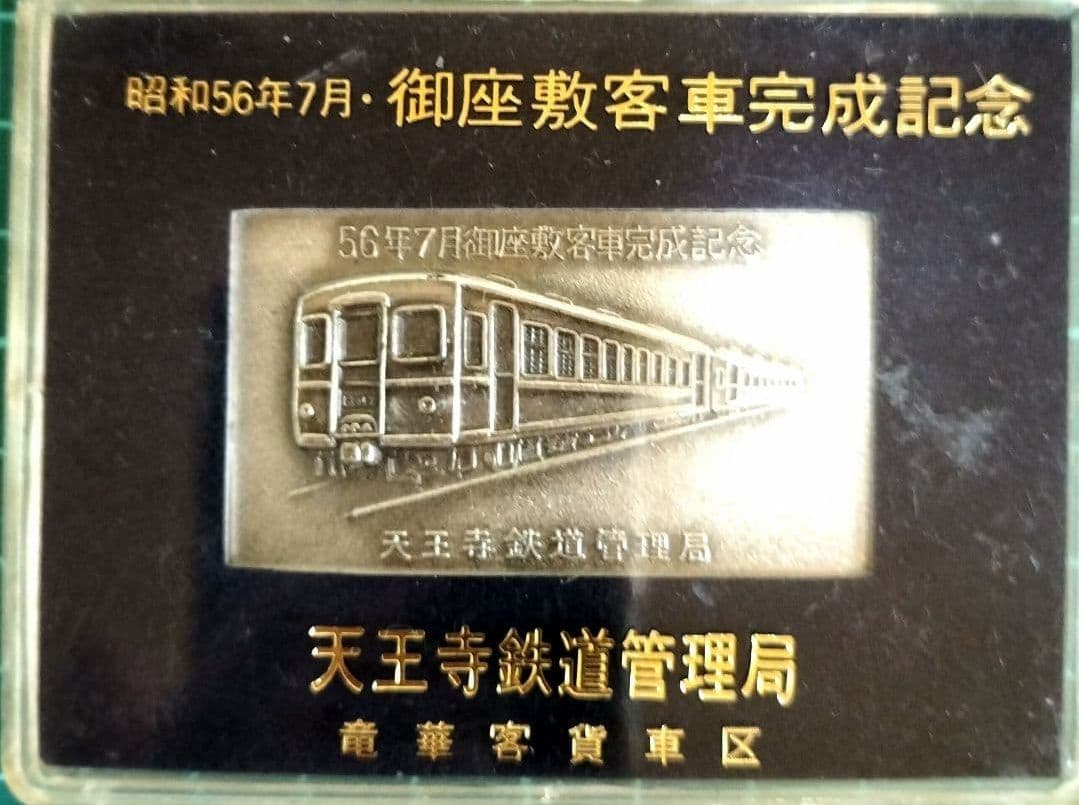 昭和56年7月・御座敷客車完成記念
56年7月御座敷客車完成記念
天王寺鉄道管理局
天王寺鉄道管理局
竜華客貨車区